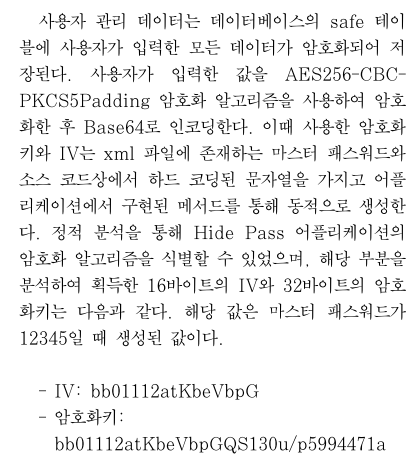 사용자 관리 데이터는 데이터베이스의 safe 테이
블에 사용자가 입력한 모든 데이터가 암호화되어 저
장된다. 사용자가 입력한 값을 AES256-CBC-
PKCS5Padding 암호화 알고리즘을 사용하여 암호
화한 후 Base64로 인코딩한다. 이때 사용한 암호화
키와 IV는 xml 파일에 존재하는 마스터 패스워드와
소스 코드상에서 하드 코딩된 문자열을 가지고 어플
리케이션에서 구현된 메서드를 통해 동적으로 생성한
다. 정적 분석을 통해 Hide Pass 어플리케이션의
암호화 알고리즘을 식별할 수 있었으며, 해당 부분을
분석하여 획득한 16바이트의 IV와 32바이트의 암호
화키는 다음과 같다. 해당 값은 마스터 패스워드가
12345일 때 생성된 값이다.
- IV: bb01112atKbeVbpG
- 암호화키:
bb01112atKbeVbpGQS130u/p5994471a